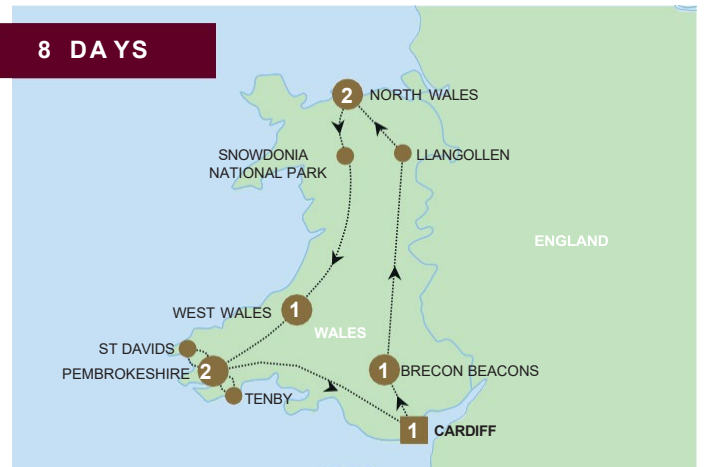 8 DAYS
2 NORTH WALES
SNOWDONIA
NATIONAL PARK
LLANGOLLEN
ENGLAND
WEST WALES 1
WALES
ST DAVIDS
PEMBROKESHIRE 2
1 BRECON BEACONS
TENBY
1 CARDIFF